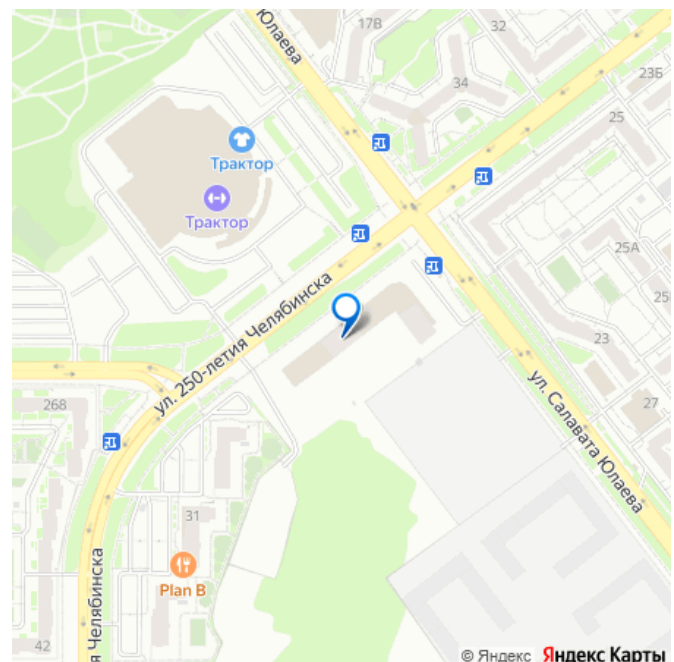 17В
32
Юлаева
34
23Б
25
Трактор
Трактор
25А
ул. 250-летия Челябинска
25
23
268
27
ул. Салавата Юлаева
31
Plan B
я Челябинска
42
© Яндекс Яндекс Карты